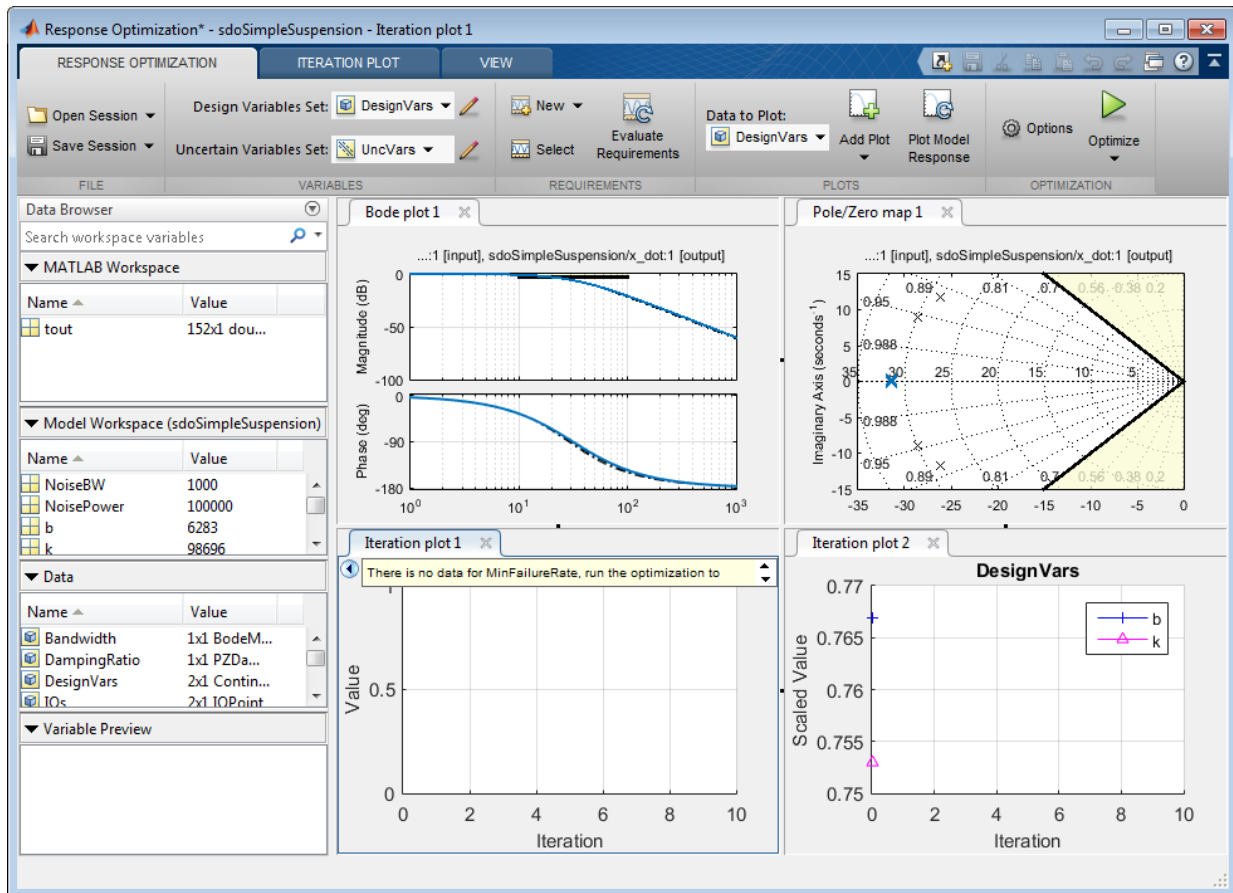 Response Optimization* - sdoSimpleSuspension - Iteration plot 1
RESPONSE OPTIMIZATION ITERATION PLOT VIEW
Open Session
Save Session
FILE
Design Variables Set: DesignVars
Uncertain Variables Set: UncVars
VARIABLES
New
Select
Evaluate
Requirements
REQUIREMENTS
Data to Plot:
DesignVars
Add Plot
Plot Model
Response
PLOTS
Options
Optimize
OPTIMIZATION
Data Browser
Search workspace variables
MATLAB Workspace
Name Value
tout 152x1 dou...
Model Workspace (sdoSimpleSuspension)
Name Value
NoiseBW 1000
NoisePower 100000
b 6283
k 98696
Data
Name Value
Bandwidth 1x1 BodeM...
DampingRatio 1x1 PZDa...
DesignVars 2x1 Contin...
IOs 2x1 IOPoint
Variable Preview
Bode plot 1
...:1 [input], sdoSimpleSuspension/x_dot:1 [output]
Magnitude (dB)
0
-50
-100
Phase (dog)
0
-90
-180
10⁰ 10¹ 10² 10³
Pole/Zero map 1
...:1 [input], sdoSimpleSuspension/x_dot:1 [output]
Imaginary Axis (seconds⁻¹)
15
10
5
0
-5
-10
-15
0.89 0.81 0.7 0.56 0.38 0.2
0.95
0.988
35 30 25 20 15 10 5
0.988
0.95
0.89 0.81 0.7 0.56 0.38 0.2
-35 -30 -25 -20 -15 -10 -5 0
Iteration plot 1
There is no data for MinFailureRate, run the optimization to
Value
1
0.5
0
0 2 4 6 8 10
Iteration
Iteration plot 2
DesignVars
Scaled Value
0.77
0.765
0.76
0.755
0.75
b
k
0 2 4 6 8 10
Iteration